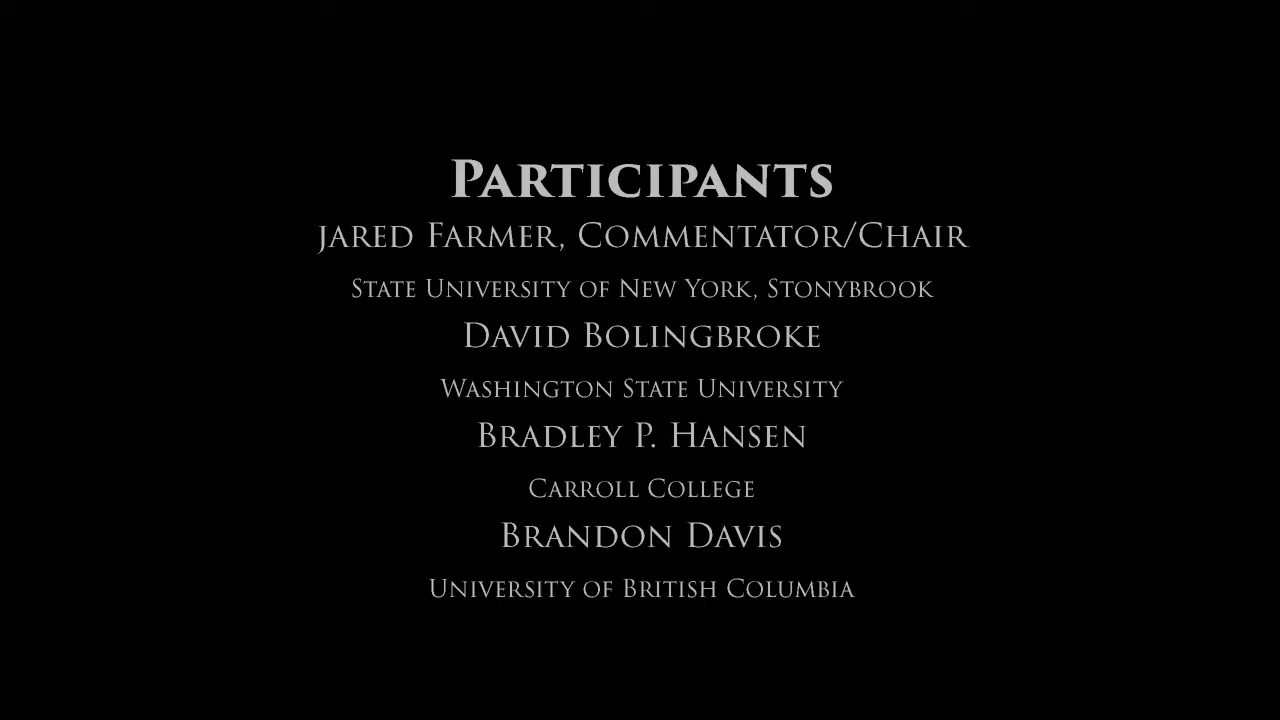 Participants
jared Farmer, Commentator/Chair
State University of New York, Stonybrook
David Bolingbroke
Washington State University
Bradley P. Hansen
Carroll College
Brandon Davis
University of British Columbia